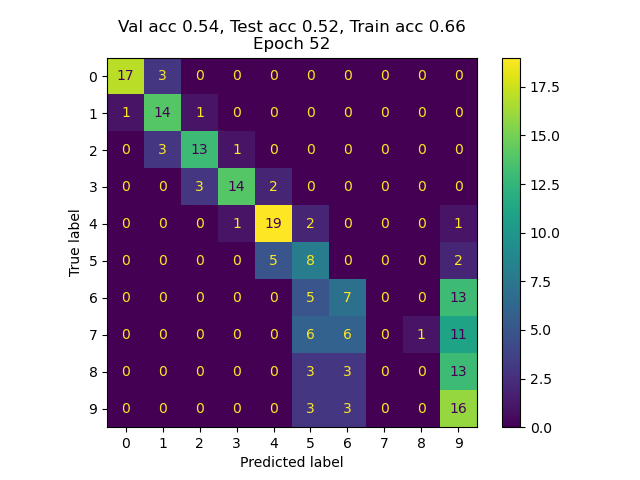 Val acc 0.54, Test acc 0.52, Train acc 0.66
Epoch 52
0 17 3 0 0 0 0 0 0 0 0
1 1 14 1 0 0 0 0 0 0 0
2 0 3 13 1 0 0 0 0 0 0
3 0 0 3 14 2 0 0 0 0 0
4 0 0 0 1 19 2 0 0 0 1
5 0 0 0 0 5 8 0 0 0 2
6 0 0 0 0 0 5 7 0 0 13
7 0 0 0 0 0 6 6 0 1 11
8 0 0 0 0 0 3 3 0 0 13
9 0 0 0 0 0 3 3 0 0 16
0 1 2 3 4 5 6 7 8 9
Predicted label
True label
17.5
15.0
12.5
10.0
7.5
5.0
2.5
0.0